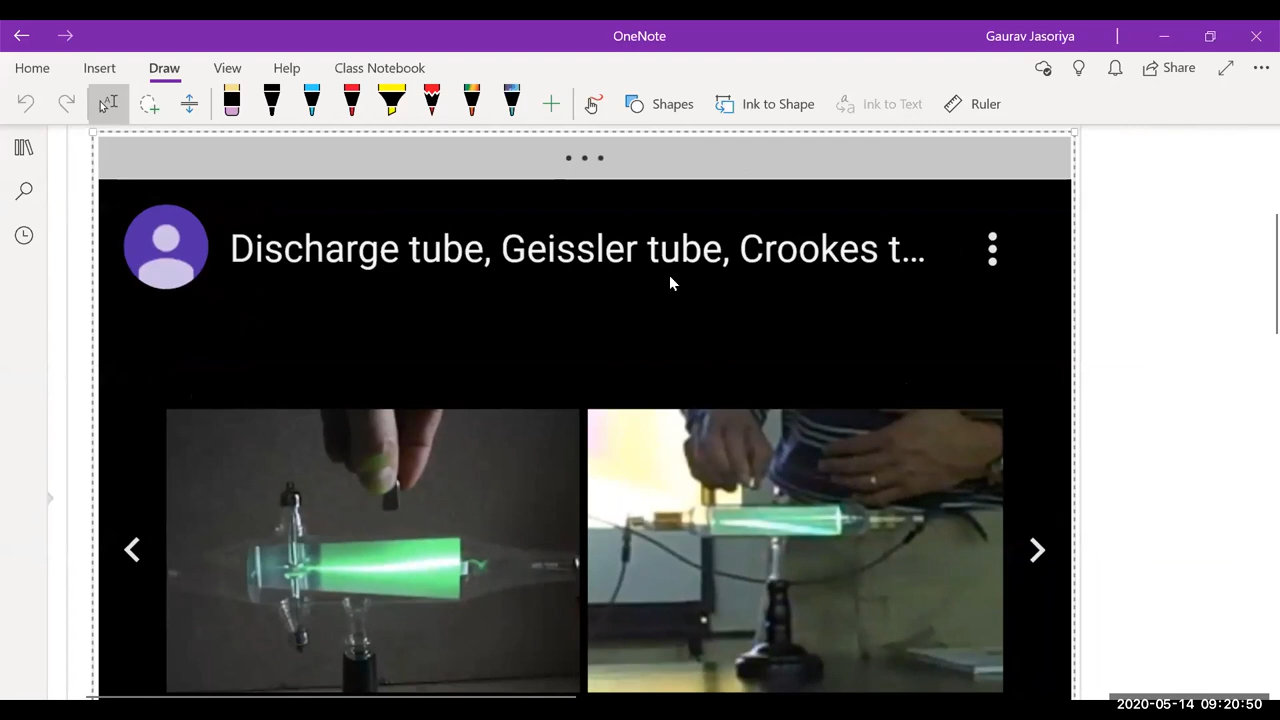 OneNote
Gaurav Jasoriya
Home Insert Draw View Help Class Notebook
Share
Shapes Ink to Shape Ink to Text Ruler
Discharge tube, Geissler tube, Crookes t...
2020-05-14 09:20:50